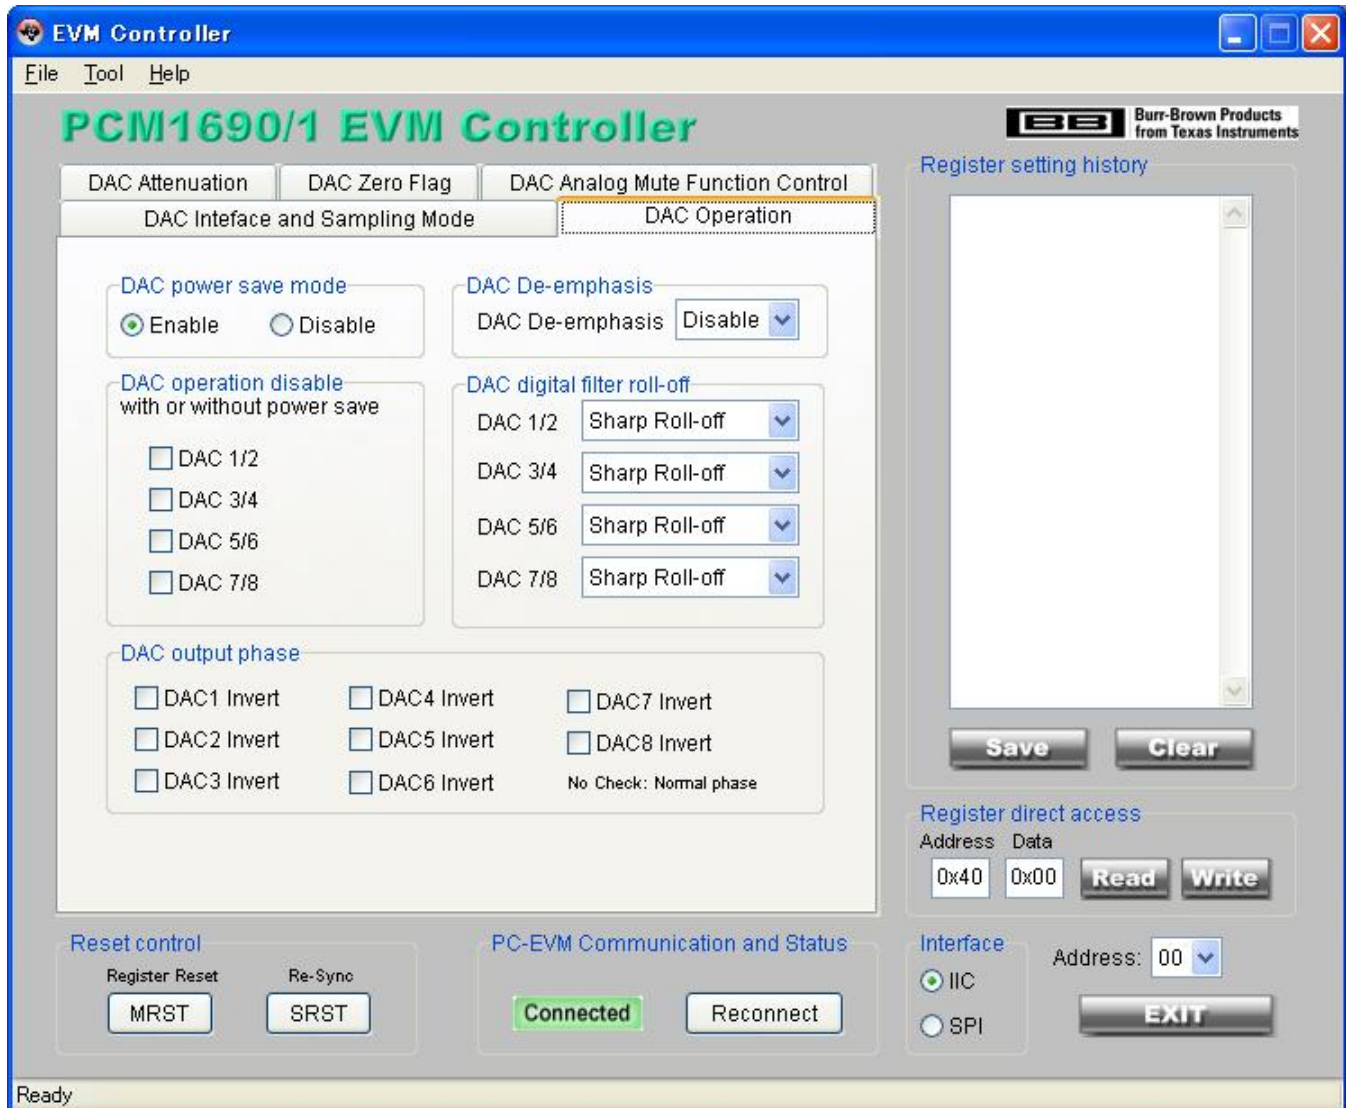 EVM Controller
File Tool Help
PCM1690/1 EVM Controller
BB Burr-Brown Products
from Texas Instruments
DAC Attenuation DAC Zero Flag DAC Analog Mute Function Control
DAC Inteface and Sampling Mode DAC Operation
DAC power save mode
Enable Disable
DAC De-emphasis
DAC De-emphasis Disable
DAC operation disable
with or without power save
DAC 1/2
DAC 3/4
DAC 5/6
DAC 7/8
DAC digital filter roll-off
DAC 1/2 Sharp Roll-off
DAC 3/4 Sharp Roll-off
DAC 5/6 Sharp Roll-off
DAC 7/8 Sharp Roll-off
DAC output phase
DAC1 Invert DAC4 Invert DAC7 Invert
DAC2 Invert DAC5 Invert DAC8 Invert
DAC3 Invert DAC6 Invert No Check: Normal phase
Register setting history
Save Clear
Register direct access
Address Data
0x40 0x00 Read Write
Reset control
Register Reset Re-Sync
MRST SRST
PC-EVM Communication and Status
Connected Reconnect
Interface
IIC
SPI
Address: 00
EXIT
Ready